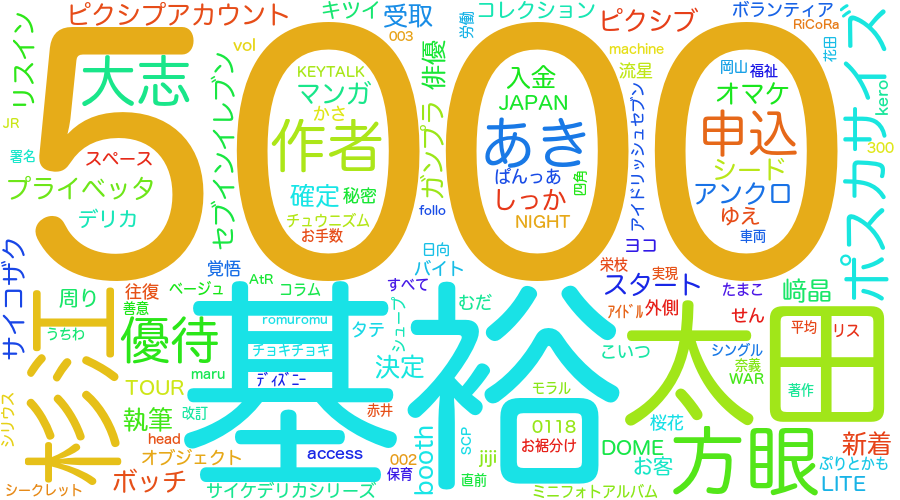 リスイン
ピクシブアカウント
キツイ
受取
003
労働
コレクション
ピクシブ
ボランティア
RiCoRa
花田
ポスカサイズ
JR
5000
大志
vol
セブンイレブン
KEYTALK
マンガ
かさ
俳優
入金
JAPAN
machine
流星
岡山
福祉
オマケ
kero
300
署名
スペース
作者
ガンプラ
あき
アイドリッシュセブン
申込
プライベッタ
確定
秘密
ぱんっあ
四角
シード
アンクロ
デリカ
チュウニズム
お手数
follo
しっか
NIGHT
ゆえ
車両
サイコザク
覚悟
AtR
日向
バイト
ヨコ
栄枝
実現
スタート
周り
往復
善意
ベージュ
コラム
すべて
むだ
たまこ
﨑晶
うちわ
杉江
優待
基裕
romuromu
タテ
シューブ
ｱｲﾄﾞﾙ
外側
せん
平均
リス
太田
チョキチョキ
決定
こいつ
シングル
奈義
WAR
maru
ﾃﾞｨｽﾞﾆｰ
TOUR
モラル
著作
シリウス
執筆
改訂
赤井
0118
桜花
方眼
head
オブジェクト
access
002
booth
SCP
お裾分け
DOME
新着
ボッチ
保育
jiji
お客
ぷりとかも
シークレット
サイケデリカシリーズ
直前
ミニフォトアルバム
LITE